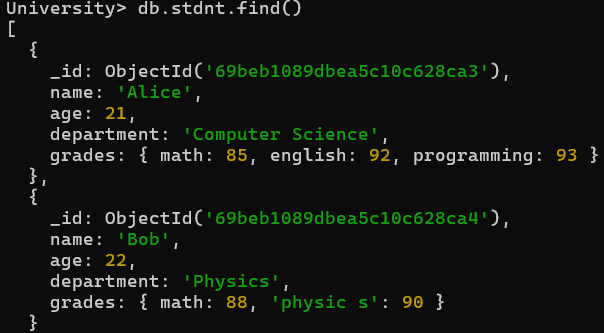 University> db.stdnt.find()
[
  {
    _id: ObjectId('69beb1089dbea5c10c628ca3'),
    name: 'Alice',
    age: 21,
    department: 'Computer Science',
    grades: { math: 85, english: 92, programming: 93 }
  },
  {
    _id: ObjectId('69beb1089dbea5c10c628ca4'),
    name: 'Bob',
    age: 22,
    department: 'Physics',
    grades: { math: 88, 'physic s': 90 }
  }